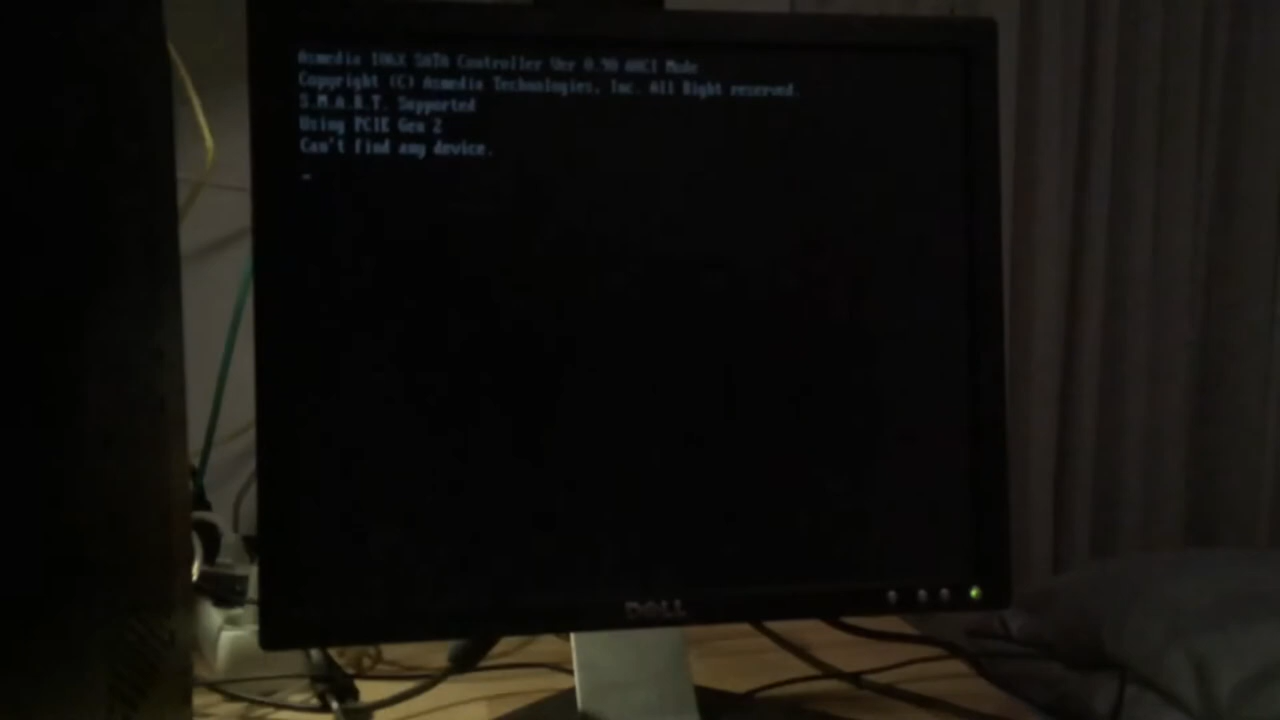 Asmedia 106X SATA Controller Ver 0.90 AHCI Mode
Copyright (C) Asmedia Technologies, Inc. All Right reserved.
S.M.A.R.T. Supported
Using PCIE Gen 2
Can't find any device.
DELL